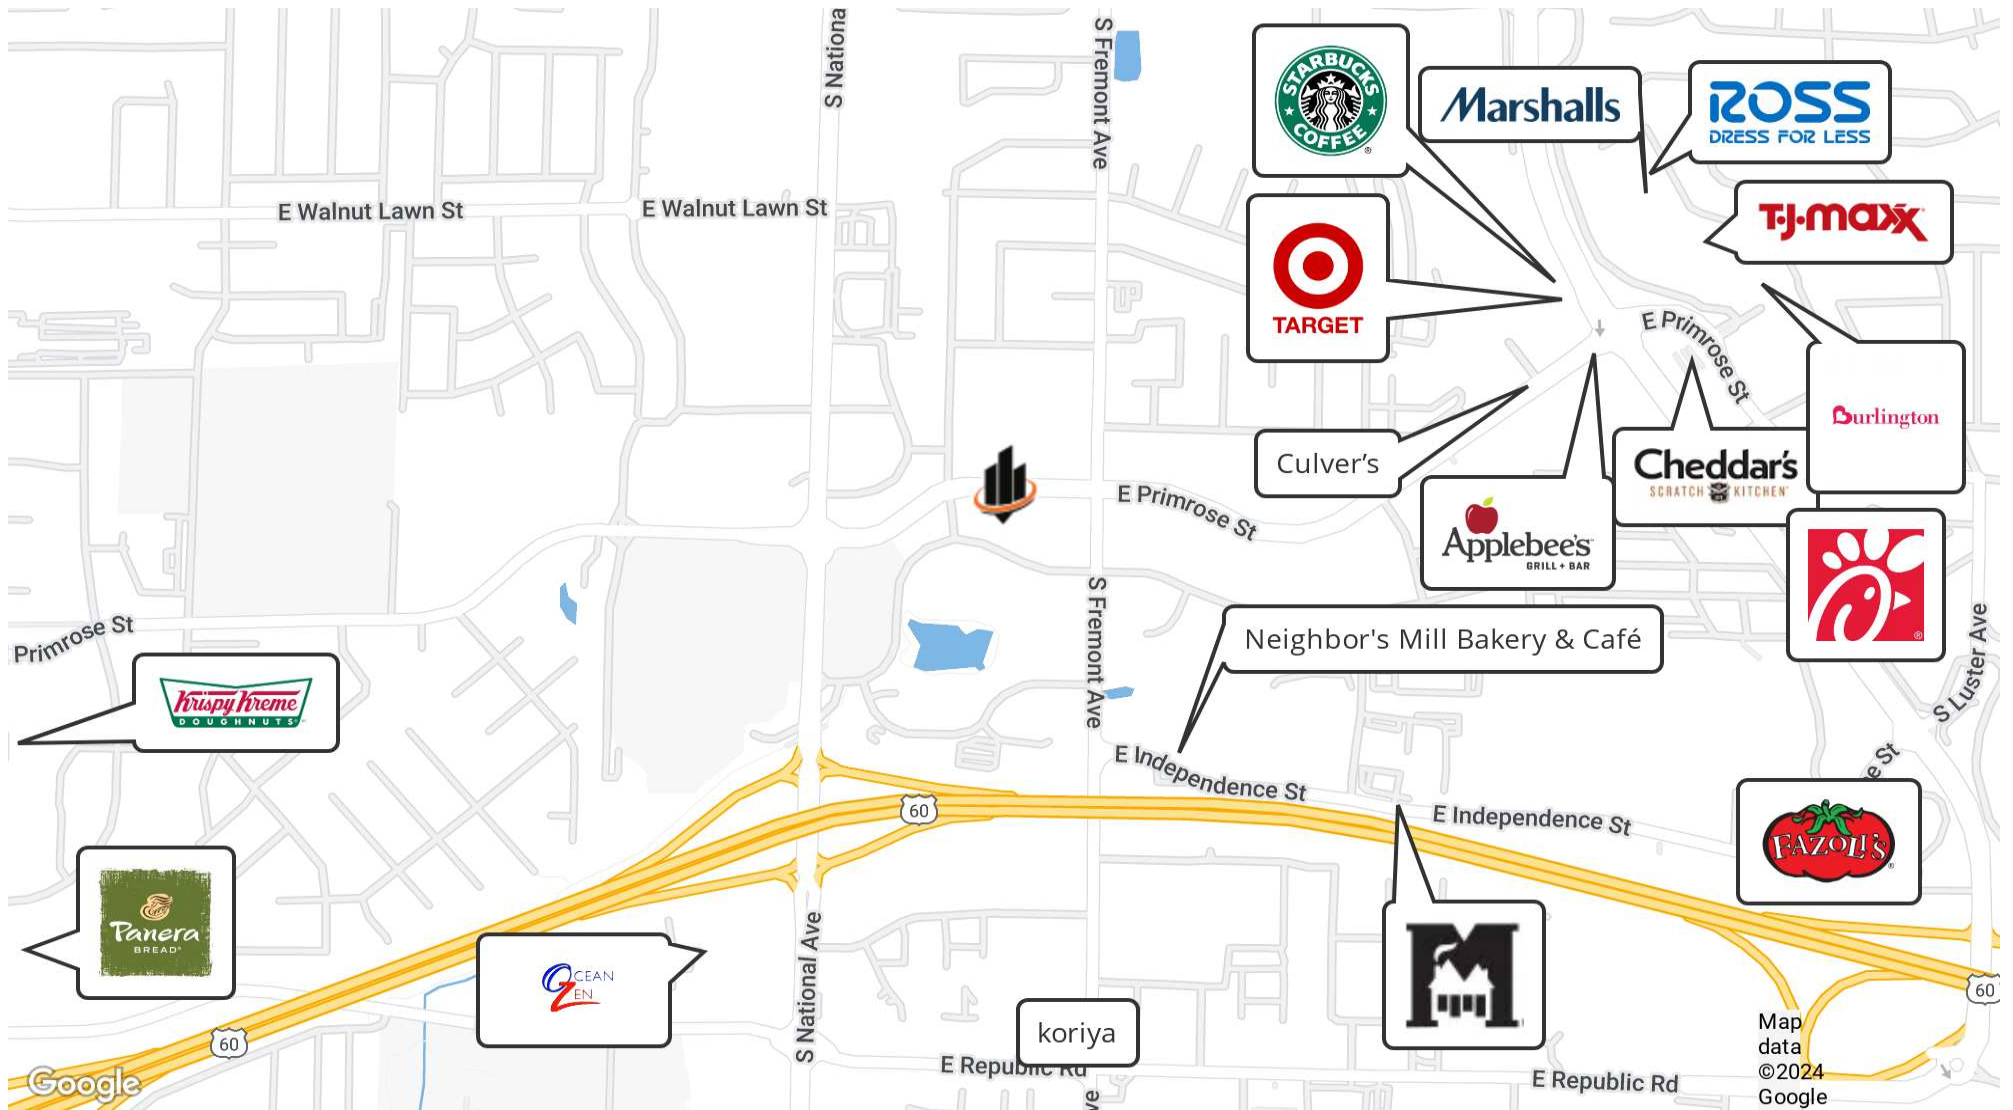 S Nationa
S Fremont Ave
STARBUCKS
COFFEE
®
Marshalls
ROSS
DRESS FOR LESS
E Walnut Lawn St
E Walnut Lawn St
T·J·maxx
TARGET
E Primrose St
Burlington
Culver's
Cheddar's
SCRATCH KITCHEN
E Primrose St
Applebee's
GRILL + BAR
S Fremont Ave
Primrose St
Neighbor's Mill Bakery & Café
S Luster Ave
Krispy Kreme
DOUGHNUTS
E Independence St
e St
60
E Independence St
FAZOLI'S
Panera
BREAD®
S National Ave
OCEAN
ZEN
M
60
koriya
60
E Republic Rd
ve
E Republic Rd
Google
Map
data
©2024
Google